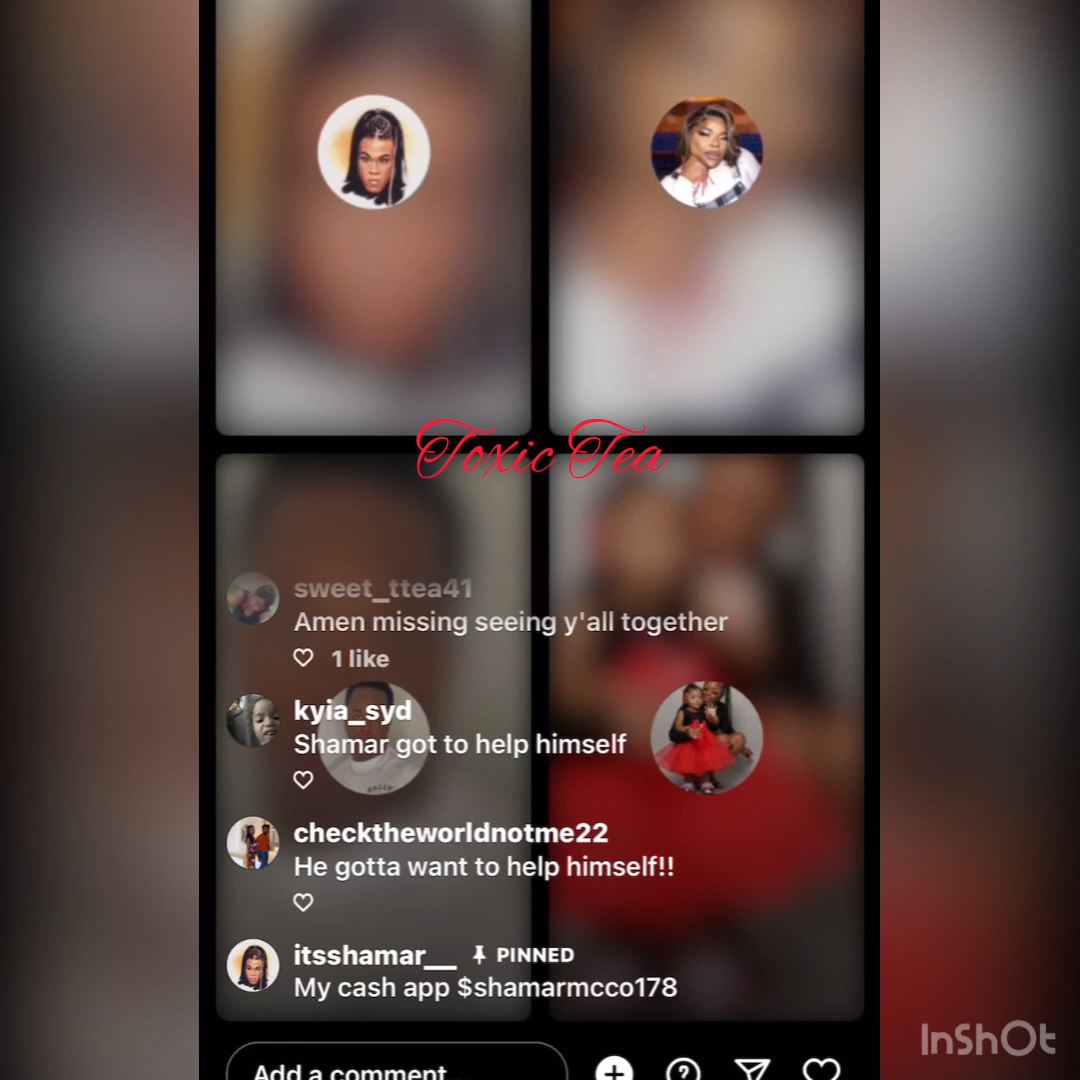 Toxic Tea
sweet_ttea41
Amen missing seeing y'all together
1 like
kyia_syd
Shamar got to help himself
checktheworldnotme22
He gotta want to help himself!!
itsshamar__ PINNED
My cash app $shamarmcco178
Add a comment...
InShOt